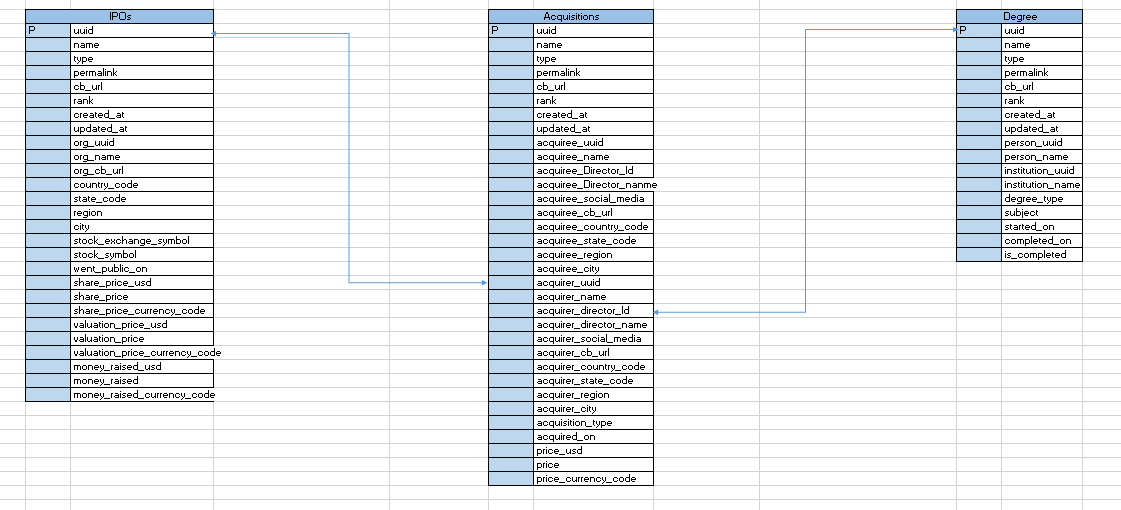 IPOs
P uuid
name
type
permalink
cb_url
rank
created_at
updated_at
org_uuid
org_name
org_cb_url
country_code
state_code
region
city
stock_exchange_symbol
stock_symbol
went_public_on
share_price_usd
share_price
share_price_currency_code
valuation_price_usd
valuation_price
valuation_price_currency_code
money_raised_usd
money_raised
money_raised_currency_code
Acquisitions
P uuid
name
type
permalink
cb_url
rank
created_at
updated_at
acquiree_uuid
acquiree_name
acquiree_Director_Id
acquiree_Director_nanme
acquiree_social_media
acquiree_cb_url
acquiree_country_code
acquiree_state_code
acquiree_region
acquiree_city
acquirer_uuid
acquirer_name
acquirer_director_Id
acquirer_director_name
acquirer_social_media
acquirer_cb_url
acquirer_country_code
acquirer_state_code
acquirer_region
acquirer_city
acquisition_type
acquired_on
price_usd
price
price_currency_code
Degree
P uuid
name
type
permalink
cb_url
rank
created_at
updated_at
person_uuid
person_name
institution_uuid
institution_name
degree_type
subject
started_on
completed_on
is_completed